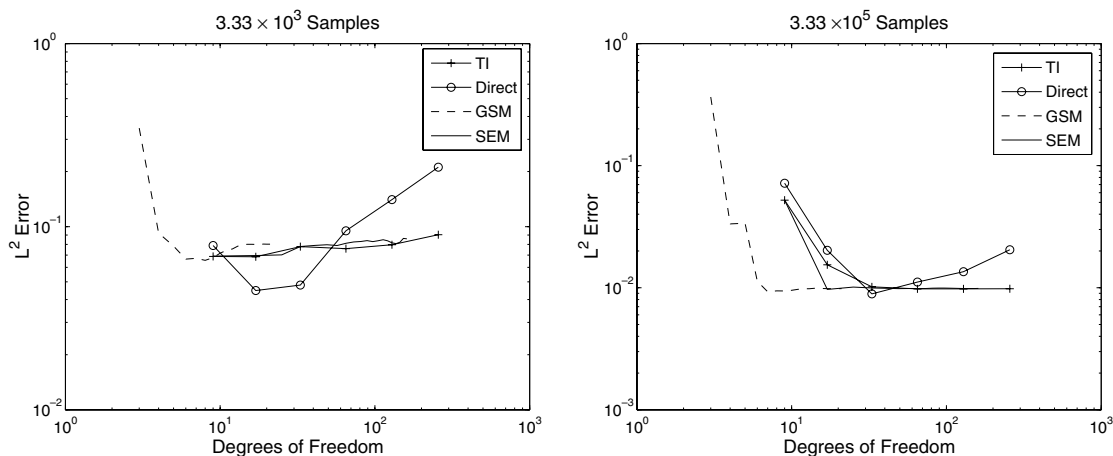 3.33 × 10³ Samples
10⁰
10⁻¹
10⁻²
L² Error
TI
Direct
GSM
SEM
10⁰
10¹
10²
10³
Degrees of Freedom
3.33 ×10⁵ Samples
10⁰
10⁻¹
10⁻²
10⁻³
L² Error
TI
Direct
GSM
SEM
10⁰
10¹
10²
10³
Degrees of Freedom